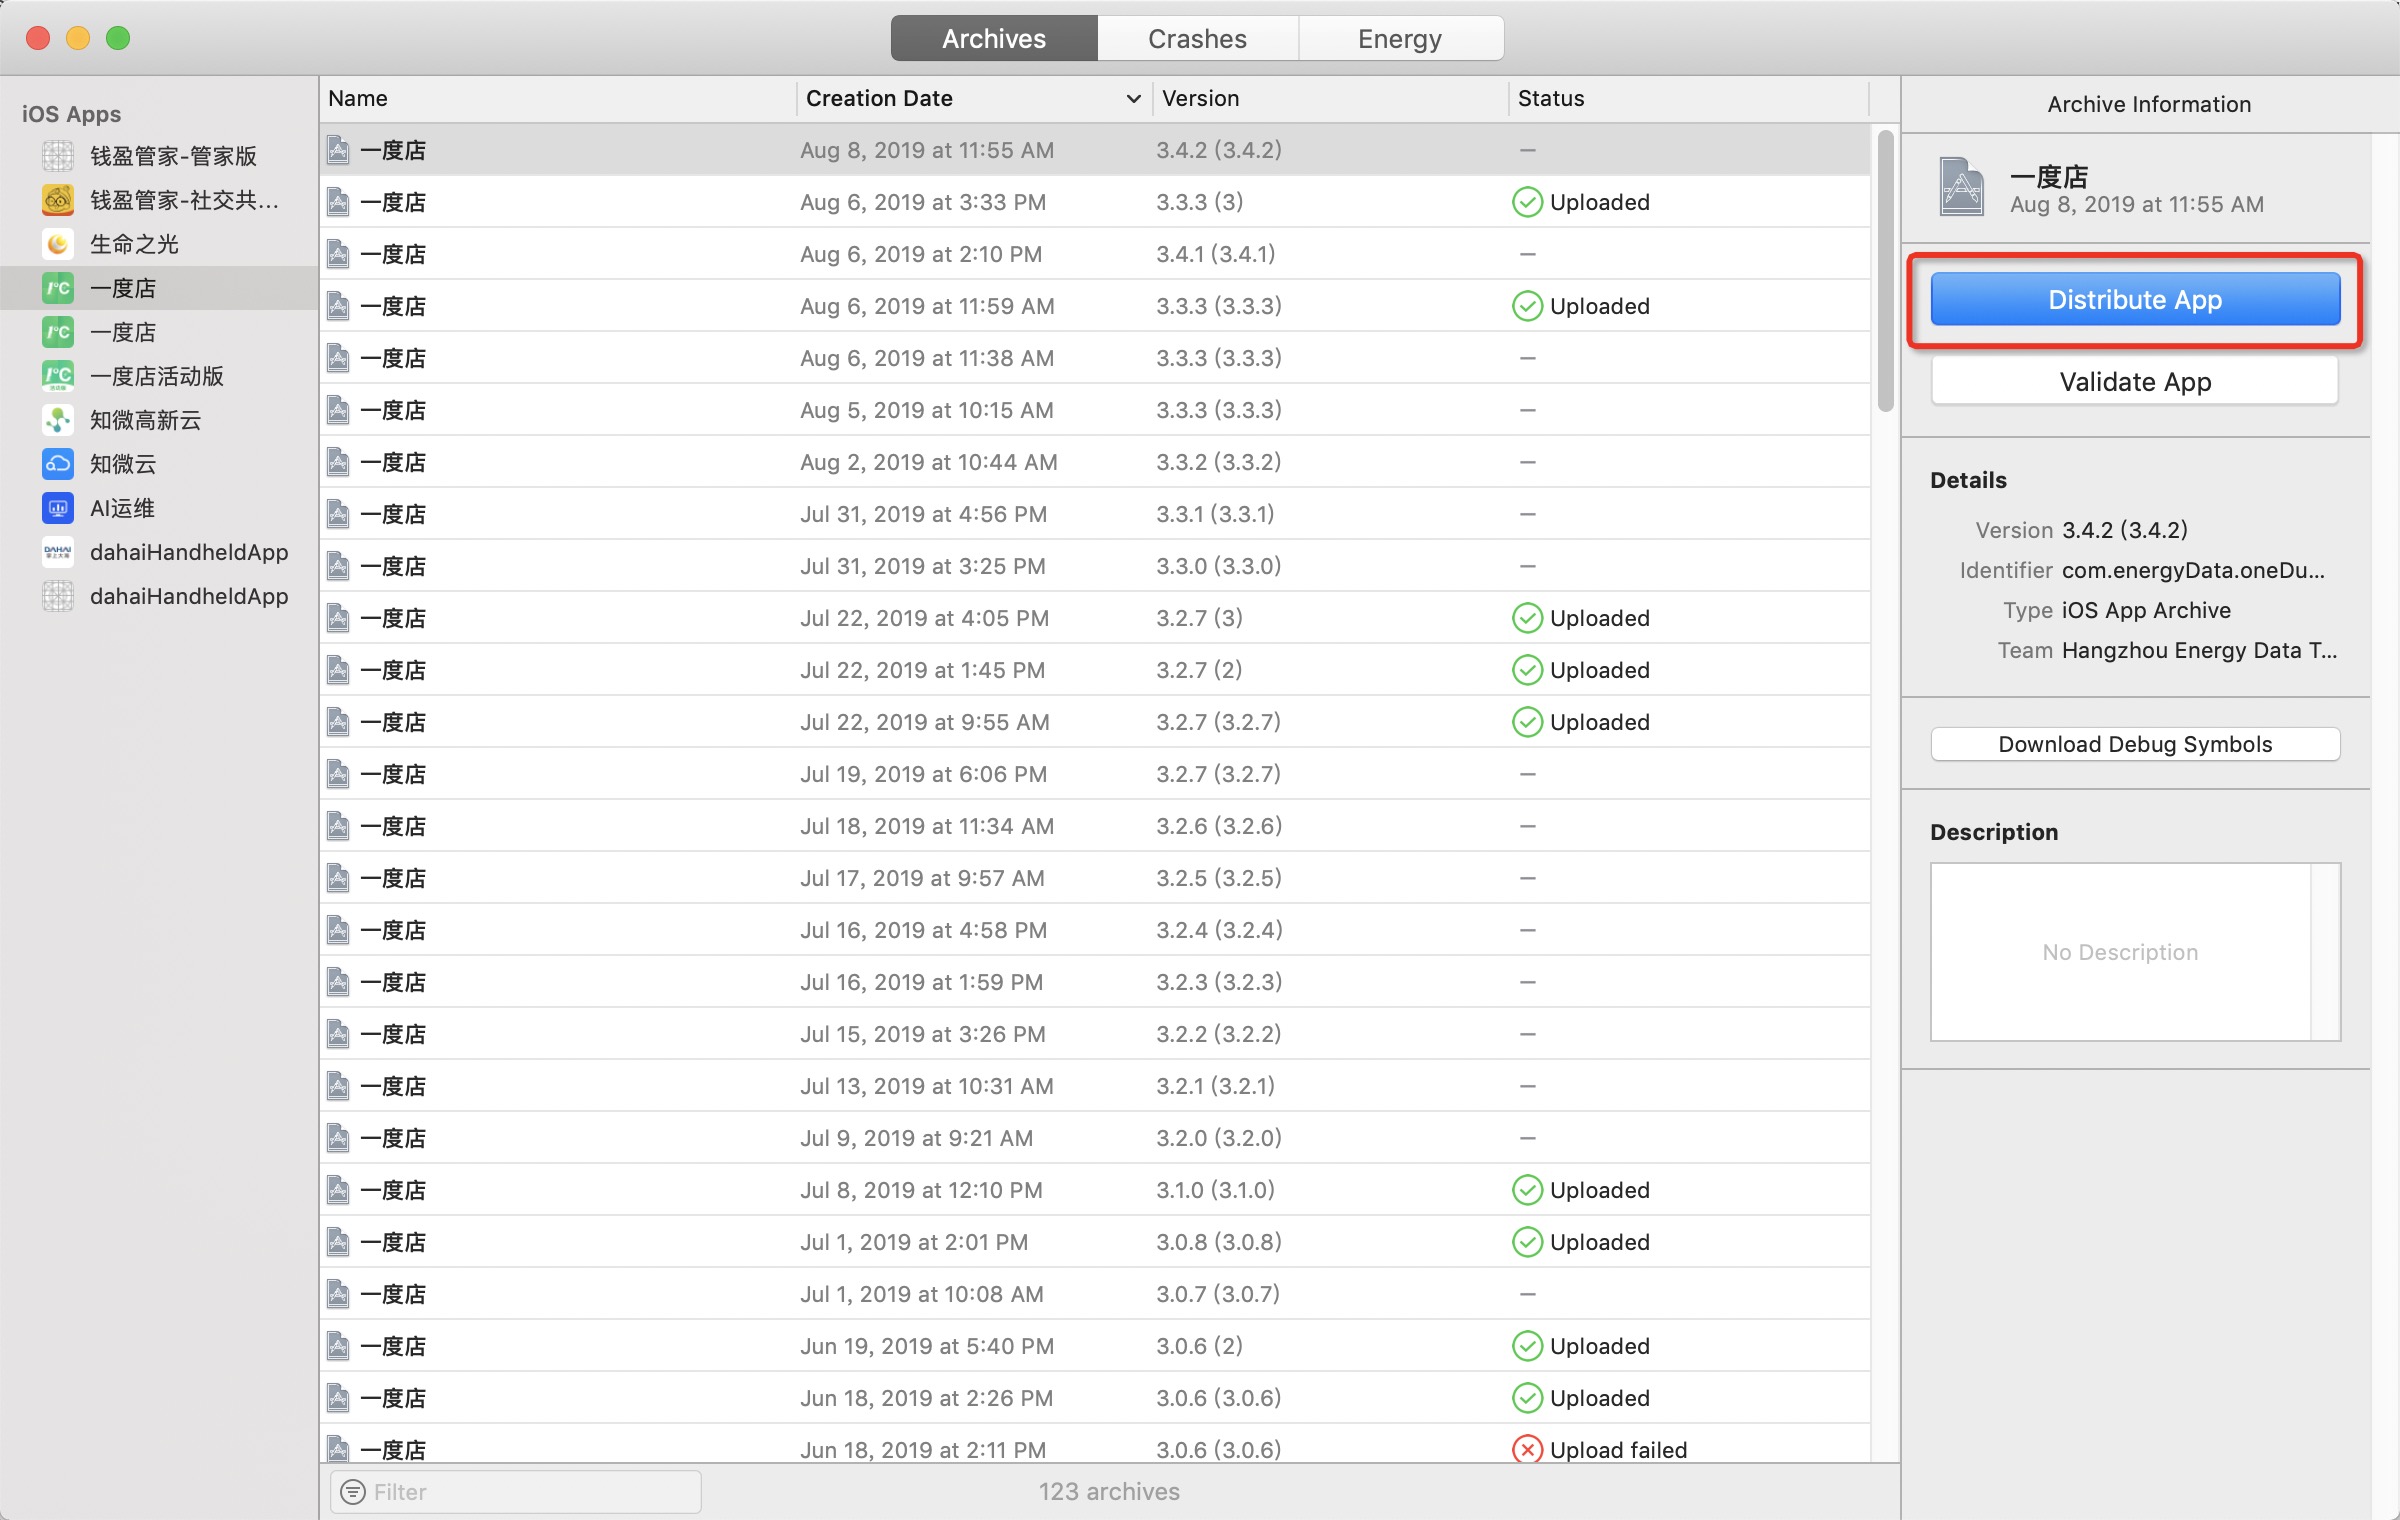 Archives Crashes Energy
iOS Apps
钱盈管家-管家版
钱盈管家-社交共...
生命之光
一度店
一度店
一度店活动版
知微高新云
知微云
AI运维
dahaiHandheldApp
dahaiHandheldApp
Name Creation Date Version Status
一度店 Aug 8, 2019 at 11:55 AM 3.4.2 (3.4.2) —
一度店 Aug 6, 2019 at 3:33 PM 3.3.3 (3) Uploaded
一度店 Aug 6, 2019 at 2:10 PM 3.4.1 (3.4.1) —
一度店 Aug 6, 2019 at 11:59 AM 3.3.3 (3.3.3) Uploaded
一度店 Aug 6, 2019 at 11:38 AM 3.3.3 (3.3.3) —
一度店 Aug 5, 2019 at 10:15 AM 3.3.3 (3.3.3) —
一度店 Aug 2, 2019 at 10:44 AM 3.3.2 (3.3.2) —
一度店 Jul 31, 2019 at 4:56 PM 3.3.1 (3.3.1) —
一度店 Jul 31, 2019 at 3:25 PM 3.3.0 (3.3.0) —
一度店 Jul 22, 2019 at 4:05 PM 3.2.7 (3) Uploaded
一度店 Jul 22, 2019 at 1:45 PM 3.2.7 (2) Uploaded
一度店 Jul 22, 2019 at 9:55 AM 3.2.7 (3.2.7) Uploaded
一度店 Jul 19, 2019 at 6:06 PM 3.2.7 (3.2.7) —
一度店 Jul 18, 2019 at 11:34 AM 3.2.6 (3.2.6) —
一度店 Jul 17, 2019 at 9:57 AM 3.2.5 (3.2.5) —
一度店 Jul 16, 2019 at 4:58 PM 3.2.4 (3.2.4) —
一度店 Jul 16, 2019 at 1:59 PM 3.2.3 (3.2.3) —
一度店 Jul 15, 2019 at 3:26 PM 3.2.2 (3.2.2) —
一度店 Jul 13, 2019 at 10:31 AM 3.2.1 (3.2.1) —
一度店 Jul 9, 2019 at 9:21 AM 3.2.0 (3.2.0) —
一度店 Jul 8, 2019 at 12:10 PM 3.1.0 (3.1.0) Uploaded
一度店 Jul 1, 2019 at 2:01 PM 3.0.8 (3.0.8) Uploaded
一度店 Jul 1, 2019 at 10:08 AM 3.0.7 (3.0.7) —
一度店 Jun 19, 2019 at 5:40 PM 3.0.6 (2) Uploaded
一度店 Jun 18, 2019 at 2:26 PM 3.0.6 (3.0.6) Uploaded
一度店 Jun 18, 2019 at 2:11 PM 3.0.6 (3.0.6) Upload failed
Filter 123 archives
Archive Information
一度店
Aug 8, 2019 at 11:55 AM
Distribute App
Validate App
Details
Version 3.4.2 (3.4.2)
Identifier com.energyData.oneDu...
Type iOS App Archive
Team Hangzhou Energy Data T...
Download Debug Symbols
Description
No Description